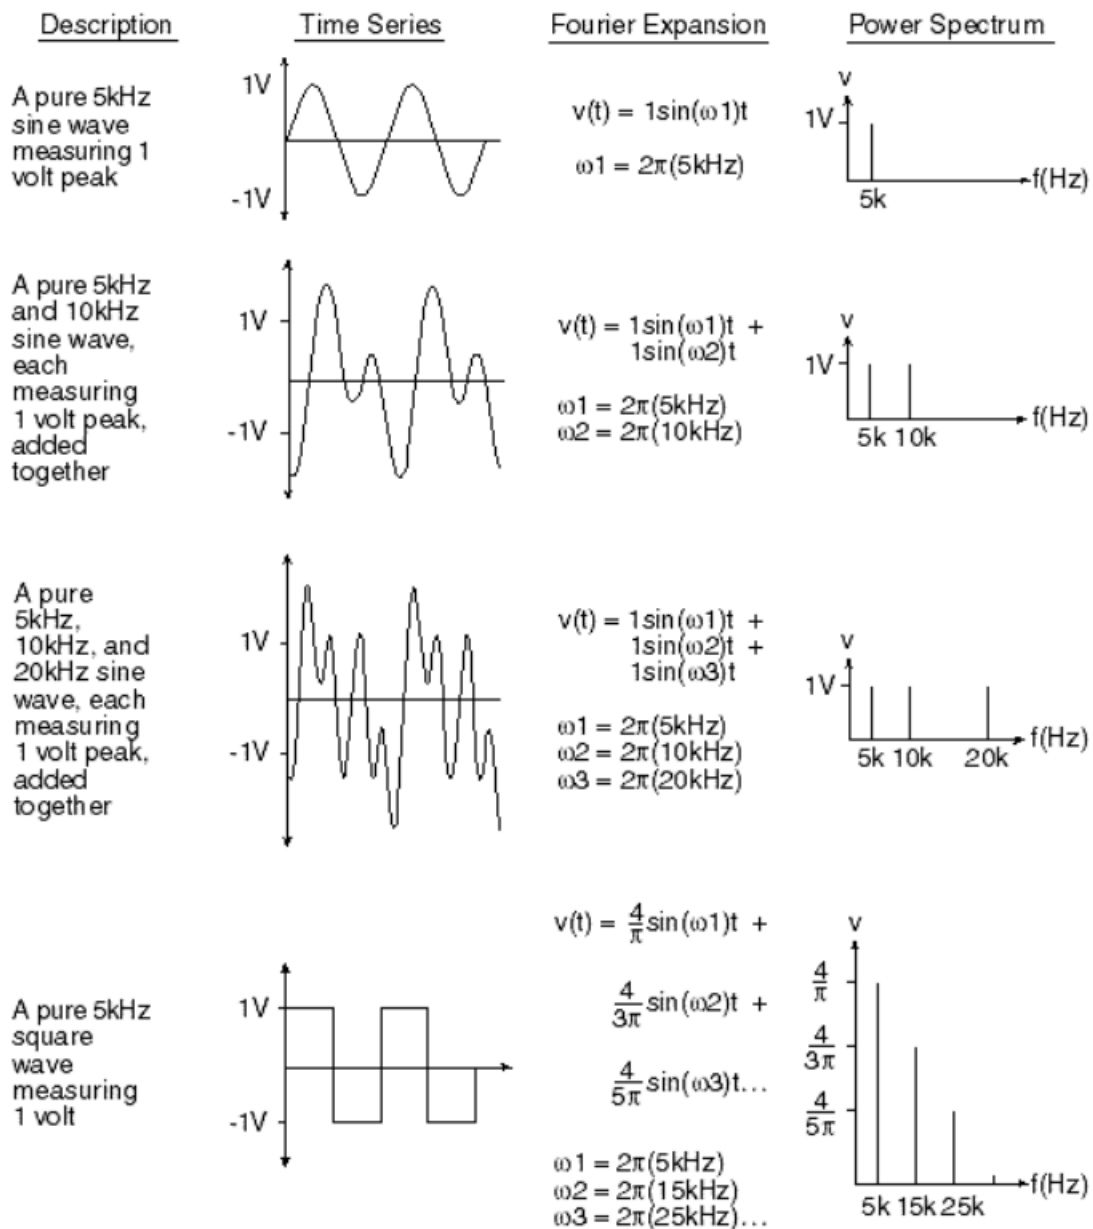 Description
Time Series
Fourier Expansion
Power Spectrum
A pure 5kHz
sine wave
measuring 1
volt peak
1V
-1V
v(t) = 1sin(ω1)t
ω1 = 2π(5kHz)
v
1V
f(Hz)
5k
A pure 5kHz
and 10kHz
sine wave,
each
measuring
1 volt peak,
added
together
1V
-1V
v(t) = 1sin(ω1)t +
1sin(ω2)t
ω1 = 2π(5kHz)
ω2 = 2π(10kHz)
v
1V
f(Hz)
5k 10k
A pure
5kHz,
10kHz, and
20kHz sine
wave, each
measuring
1 volt peak,
added
together
1V
-1V
v(t) = 1sin(ω1)t +
1sin(ω2)t +
1sin(ω3)t
ω1 = 2π(5kHz)
ω2 = 2π(10kHz)
ω3 = 2π(20kHz)
v
1V
f(Hz)
5k 10k 20k
A pure 5kHz
square
wave
measuring
1 volt
1V
-1V
v(t) = 4/π sin(ω1)t +
4/3π sin(ω2)t +
4/5π sin(ω3)t...
ω1 = 2π(5kHz)
ω2 = 2π(15kHz)
ω3 = 2π(25kHz)...
v
4/π
4/3π
4/5π
f(Hz)
5k 15k 25k